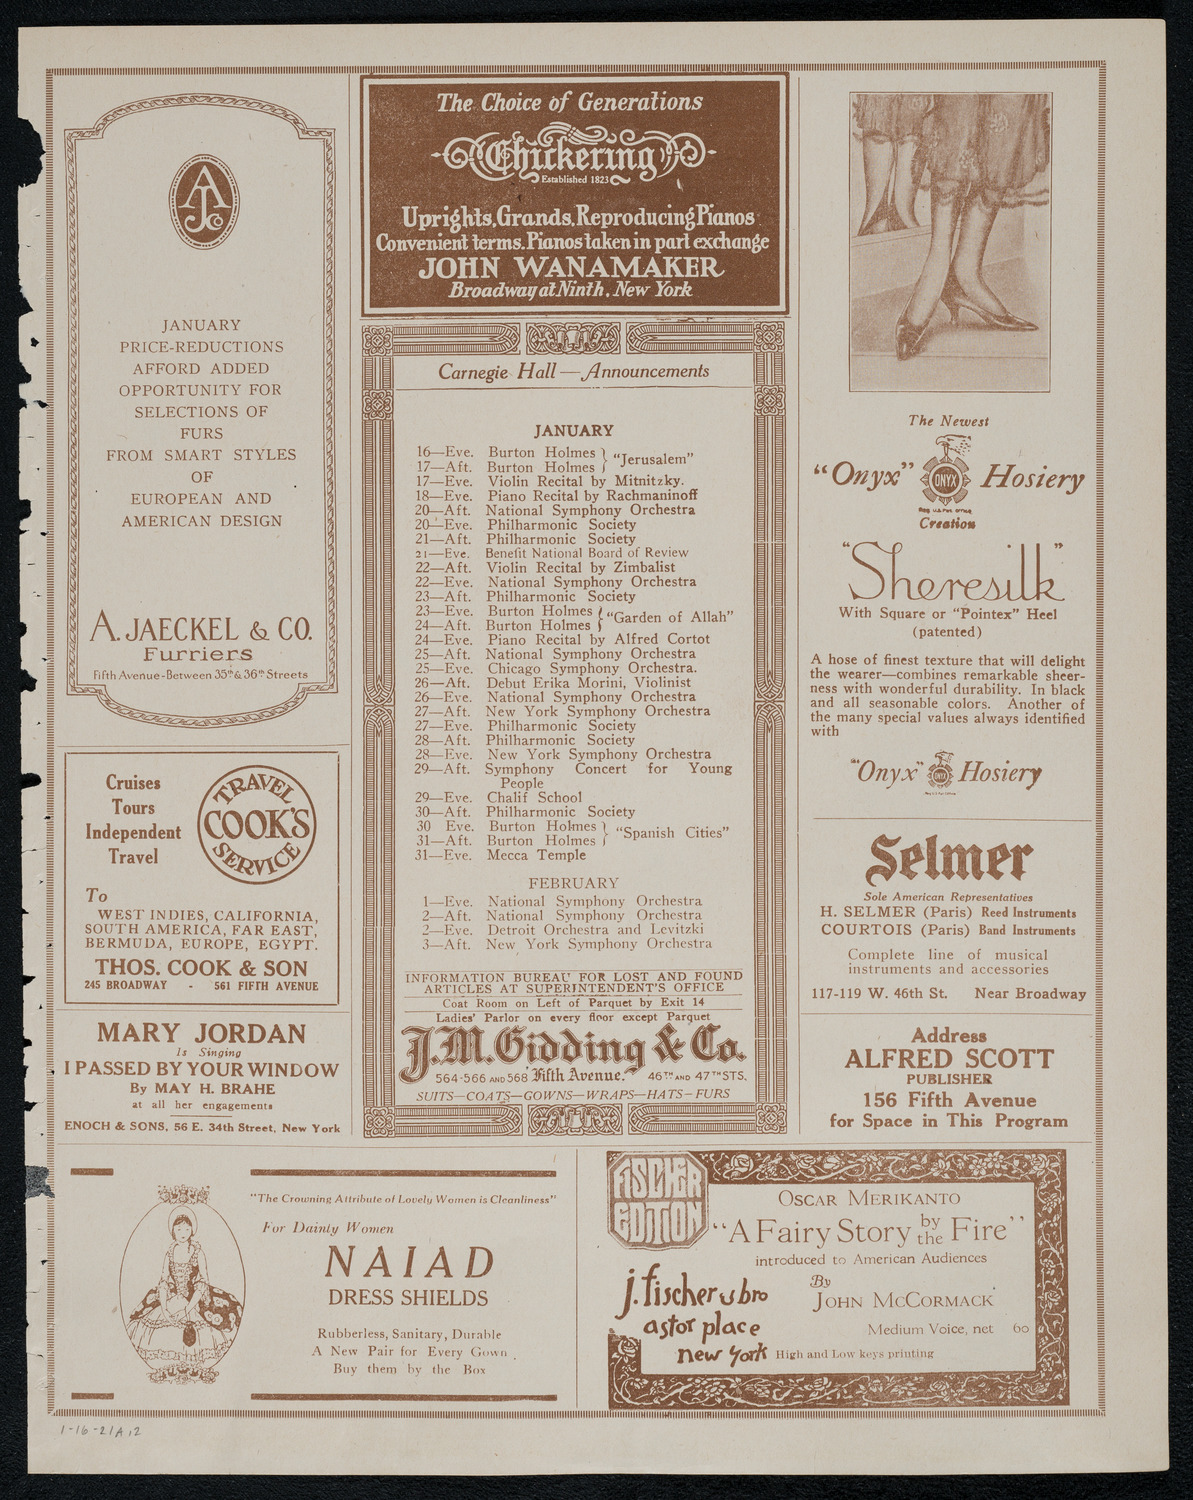 AJCo
JANUARY
PRICE-REDUCTIONS
AFFORD ADDED
OPPORTUNITY FOR
SELECTIONS OF
FURS
FROM SMART STYLES
OF
EUROPEAN AND
AMERICAN DESIGN
A. JAECKEL & CO.
Furriers
Fifth Avenue-Between 35th & 36th Streets
Cruises
Tours
Independent
Travel
TRAVEL
COOK'S
SERVICE
To
WEST INDIES, CALIFORNIA,
SOUTH AMERICA, FAR EAST,
BERMUDA, EUROPE, EGYPT.
THOS. COOK & SON
245 BROADWAY - 561 FIFTH AVENUE
MARY JORDAN
Is Singing
I PASSED BY YOUR WINDOW
By MAY H. BRAHE
at all her engagements
ENOCH & SONS, 56 E. 34th Street, New York
The Choice of Generations
Chickering
Established 1823
Uprights, Grands, Reproducing Pianos
Convenient terms. Pianos taken in part exchange
JOHN WANAMAKER
Broadway at Ninth, New York
Carnegie Hall—Announcements
JANUARY
16—Eve. Burton Holmes } "Jerusalem"
17—Aft. Burton Holmes
17—Eve. Violin Recital by Mitnitzky.
18—Eve. Piano Recital by Rachmaninoff
20—Aft. National Symphony Orchestra
20—Eve. Philharmonic Society
21—Aft. Philharmonic Society
21—Eve. Benefit National Board of Review
22—Aft. Violin Recital by Zimbalist
22—Eve. National Symphony Orchestra
23—Aft. Philharmonic Society
23—Eve. Burton Holmes { "Garden of Allah"
24—Aft. Burton Holmes
24—Eve. Piano Recital by Alfred Cortot
25—Aft. National Symphony Orchestra
25—Eve. Chicago Symphony Orchestra.
26—Aft. Debut Erika Morini, Violinist
26—Eve. National Symphony Orchestra
27—Aft. New York Symphony Orchestra
27—Eve. Philharmonic Society
28—Aft. Philharmonic Society
28—Eve. New York Symphony Orchestra
29—Aft. Symphony Concert for Young
People
29—Eve. Chalif School
30—Aft. Philharmonic Society
30 Eve. Burton Holmes } "Spanish Cities"
31—Aft. Burton Holmes
31—Eve. Mecca Temple
FEBRUARY
1—Eve. National Symphony Orchestra
2—Aft. National Symphony Orchestra
2—Eve. Detroit Orchestra and Levitzki
3—Aft. New York Symphony Orchestra
INFORMATION BUREAU FOR LOST AND FOUND
ARTICLES AT SUPERINTENDENT'S OFFICE
Coat Room on Left of Parquet by Exit 14
Ladies' Parlor on every floor except Parquet
J.M. Gidding & Co.
564-566 AND 568 Fifth Avenue. 46TH AND 47TH STS.
SUITS—COATS—GOWNS—WRAPS—HATS—FURS
The Newest
"Onyx" ONYX Hosiery
Reg. U.S. Pat. Office
Creation
"Sheresilk"
With Square or "Pointex" Heel
(patented)
A hose of finest texture that will delight
the wearer—combines remarkable sheer-
ness with wonderful durability. In black
and all seasonable colors. Another of
the many special values always identified
with
"Onyx" ONYX Hosiery
Reg. U.S. Pat. Office
Selmer
Sole American Representatives
H. SELMER (Paris) Reed Instruments
COURTOIS (Paris) Band Instruments
Complete line of musical
instruments and accessories
117-119 W. 46th St. Near Broadway
Address
ALFRED SCOTT
PUBLISHER
156 Fifth Avenue
for Space in This Program
"The Crowning Attribute of Lovely Women is Cleanliness"
For Dainty Women
NAIAD
DRESS SHIELDS
Rubberless, Sanitary, Durable
A New Pair for Every Gown
Buy them by the Box
FISCHER
EDITION
OSCAR MERIKANTO
"A Fairy Story by the Fire"
introduced to American Audiences
By
JOHN MCCORMACK
Medium Voice, net 60
High and Low keys printing
j. fischer & bro
astor place
new york
1-16-21A,2